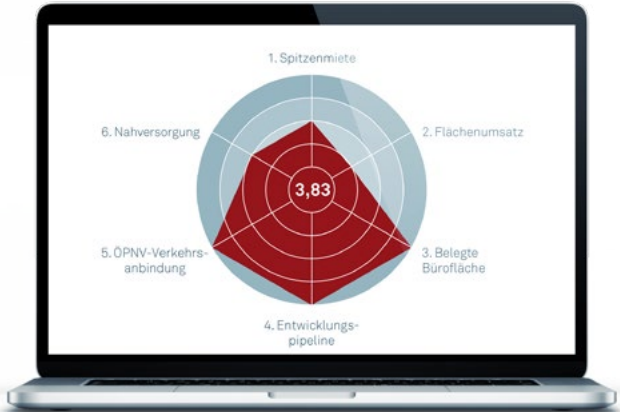 1. Spitzenmiete
6. Nahversorgung
2. Flächenumsatz
3,83
5. ÖPNV-Verkehrs-
anbindung
3. Belegte
Bürofläche
4. Entwicklungs-
pipeline